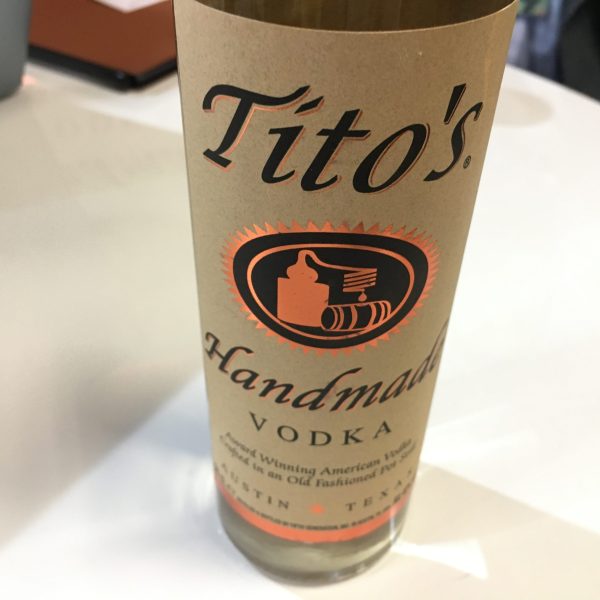 Tito's®
Handmade
VODKA
Award Winning American Vodka
Crafted in an Old Fashioned Pot Still
AUSTIN TEXAS